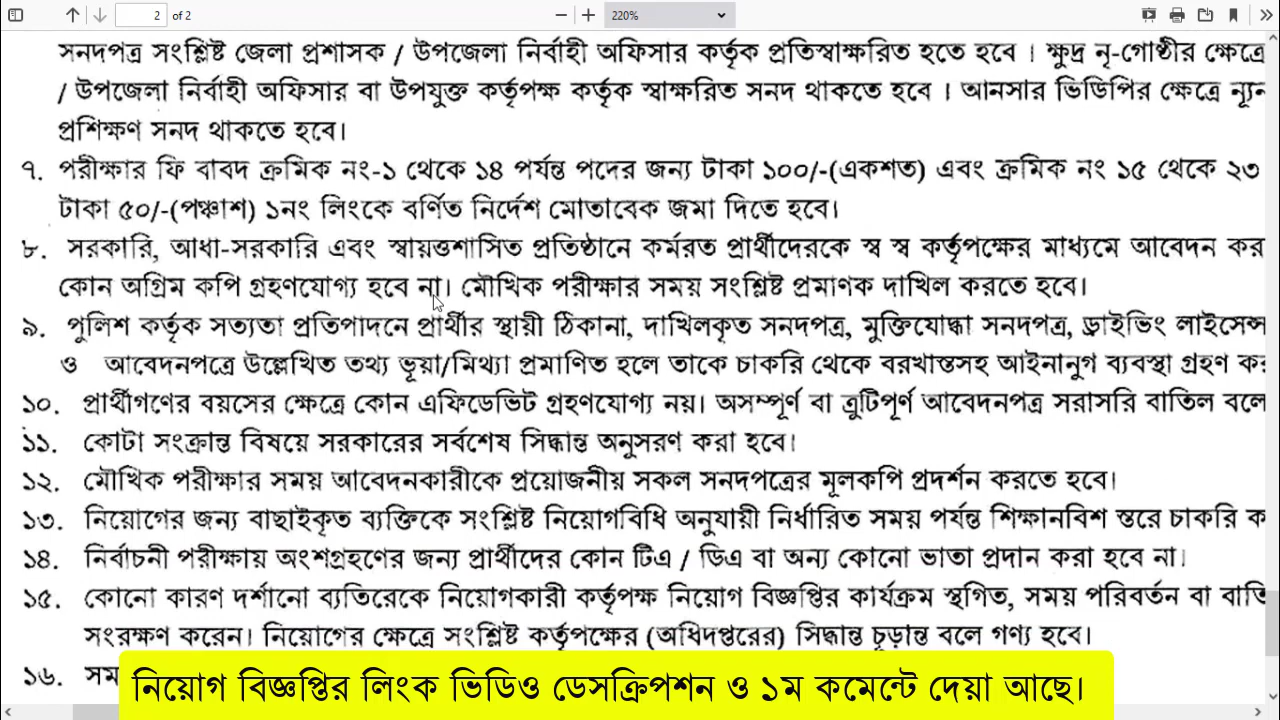 2 of 2 220%
সনদপত্র সংশ্লিষ্ট জেলা প্রশাসক / উপজেলা নির্বাহী অফিসার কর্তৃক প্রতিস্বাক্ষরিত হতে হবে । ক্ষুদ্র নৃ-গোষ্ঠীর ক্ষেত্রে
/ উপজেলা নির্বাহী অফিসার বা উপযুক্ত কর্তৃপক্ষ কর্তৃক স্বাক্ষরিত সনদ থাকতে হবে । আনসার ভিডিপির ক্ষেত্রে
প্রশিক্ষণ সনদ থাকতে হবে।
৭. পরীক্ষার ফি বাবদ ক্রমিক নং-১ থেকে ১৪ পর্যন্ত পদের জন্য টাকা ১০০/-(একশত) এবং ক্রমিক নং ১৫ থেকে ২৩
টাকা ৫০/-(পঞ্চাশ) ১নং লিংকে বর্ণিত নির্দেশ মোতাবেক জমা দিতে হবে।
৮. সরকারি, আধা-সরকারি এবং স্বায়ত্তশাসিত প্রতিষ্ঠানে কর্মরত প্রার্থীদেরকে স্ব স্ব কর্তৃপক্ষের মাধ্যমে আবেদন
কোন অগ্রিম কপি গ্রহণযোগ্য হবে না। মৌখিক পরীক্ষার সময় সংশ্লিষ্ট প্রমাণক দাখিল করতে হবে।
৯. পুলিশ কর্তৃক সত্যতা প্রতিপাদনে প্রার্থীর স্থায়ী ঠিকানা, দাখিলকৃত সনদপত্র, মুক্তিযোদ্ধা সনদপত্র, ড্রাইভিং লাইসেন্স
ও আবেদনপত্রে উল্লেখিত তথ্য ভূয়া/মিথ্যা প্রমাণিত হলে তাকে চাকরি থেকে বরখাস্তসহ আইনানুগ ব্যবস্থা গ্রহণ
১০. প্রার্থীগণের বয়সের ক্ষেত্রে কোন এফিডেভিট গ্রহণযোগ্য নয়। অসম্পূর্ণ বা ত্রুটিপূর্ণ আবেদনপত্র সরাসরি বাতিল বলে
১১. কোটা সংক্রান্ত বিষয়ে সরকারের সর্বশেষ সিদ্ধান্ত অনুসরণ করা হবে।
১২. মৌখিক পরীক্ষার সময় আবেদনকারীকে প্রয়োজনীয় সকল সনদপত্রের মূলকপি প্রদর্শন করতে হবে।
১৩. নিয়োগের জন্য বাছাইকৃত ব্যক্তিকে সংশ্লিষ্ট নিয়োগবিধি অনুযায়ী নির্ধারিত সময় পর্যন্ত শিক্ষানবিশ স্তরে চাকরি
১৪. নির্বাচনী পরীক্ষায় অংশগ্রহণের জন্য প্রার্থীদের কোন টিএ / ডিএ বা অন্য কোনো ভাতা প্রদান করা হবে না।
১৫. কোনো কারণ দর্শানো ব্যতিরেকে নিয়োগকারী কর্তৃপক্ষ নিয়োগ বিজ্ঞপ্তির কার্যক্রম স্থগিত, সময় পরিবর্তন বা
সংরক্ষণ করেন। নিয়োগের ক্ষেত্রে সংশ্লিষ্ট কর্তৃপক্ষের (অধিদপ্তরের) সিদ্ধান্ত চূড়ান্ত বলে গণ্য হবে।
১৬.
নিয়োগ বিজ্ঞপ্তির লিংক ভিডিও ডেসক্রিপশন ও ১ম কমেন্টে দেয়া আছে।